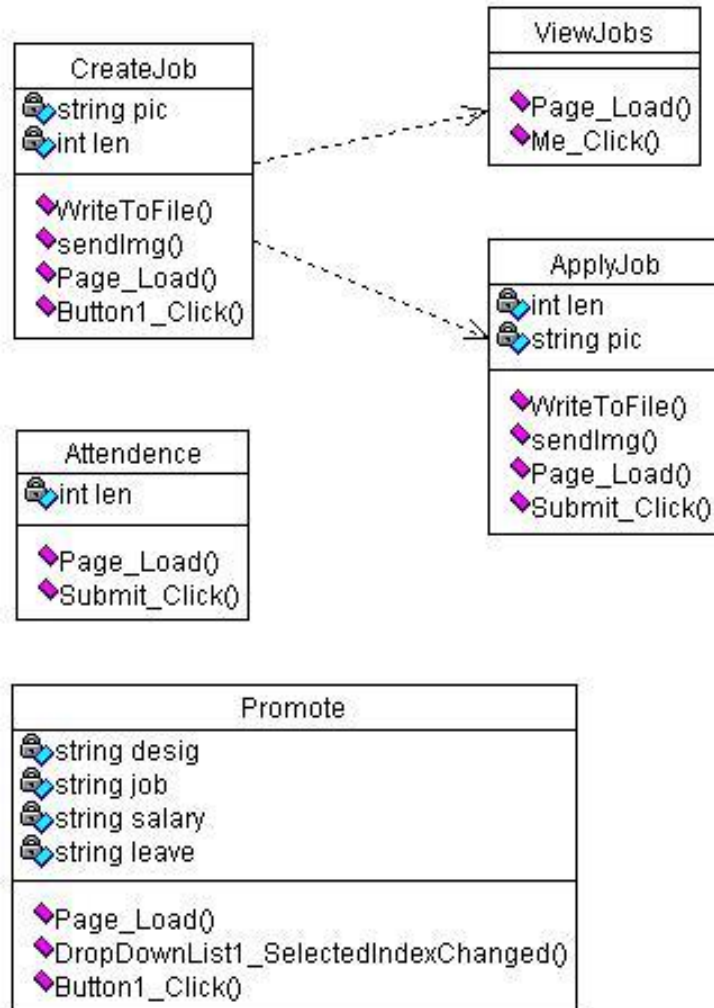 CreateJob
string pic
int len
WriteToFile()
sendImg()
Page_Load()
Button1_Click()
ViewJobs
Page_Load()
Me_Click()
ApplyJob
int len
string pic
WriteToFile()
sendImg()
Page_Load()
Submit_Click()
Attendence
int len
Page_Load()
Submit_Click()
Promote
string desig
string job
string salary
string leave
Page_Load()
DropDownList1_SelectedIndexChanged()
Button1_Click()